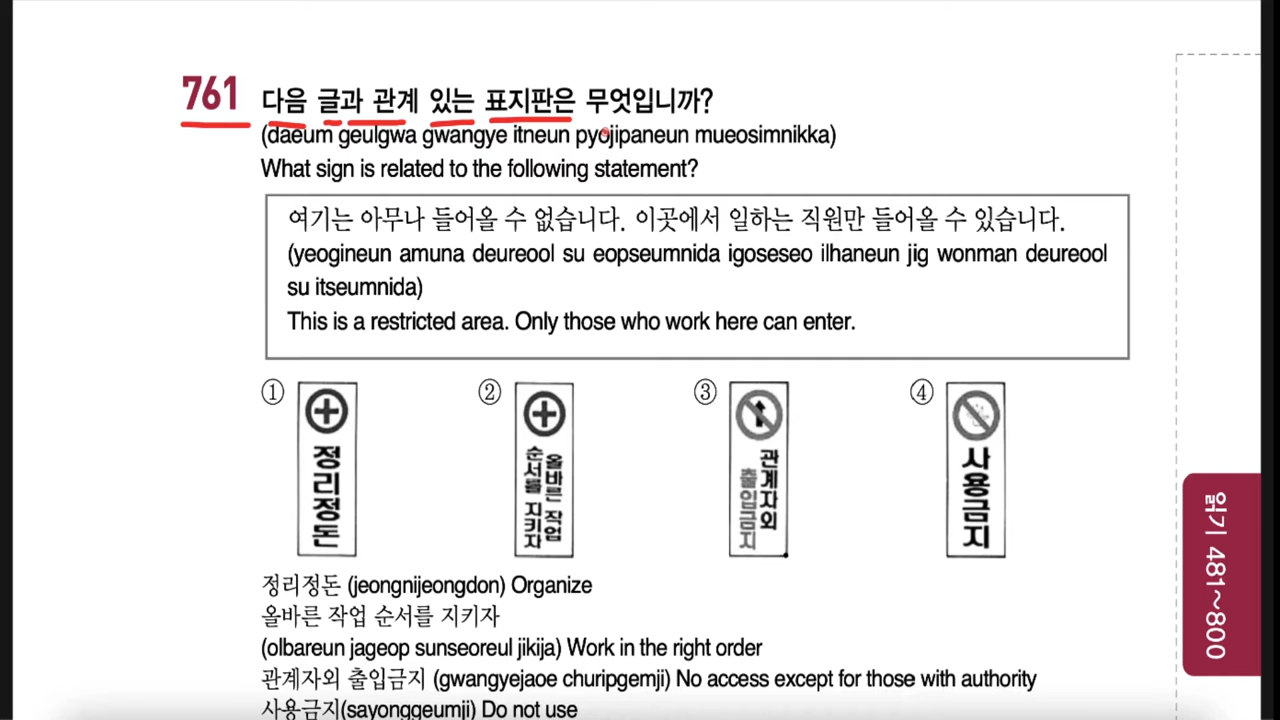 761 다음 글과 관계 있는 표지판은 무엇입니까?
(daeum geulgwa gwangye itneun pyojipaneun mueosimnikka)
What sign is related to the following statement?
여기는 아무나 들어올 수 없습니다. 이곳에서 일하는 직원만 들어올 수 있습니다.
(yeogineun amuna deureool su eopseumnida igoseseo ilhaneun jig wonman deureool
su itseumnida)
This is a restricted area. Only those who work here can enter.
①
정리정돈
②
올바른 작업
순서를 지키자
③
관계자외
출입금지
④
사용금지
정리정돈 (jeongnijeongdon) Organize
올바른 작업 순서를 지키자
(olbareun jageop sunseoreul jikija) Work in the right order
관계자외 출입금지 (gwangyejaoe churipgemji) No access except for those with authority
사용금지(sayonggeumji) Do not use
읽기 481~800